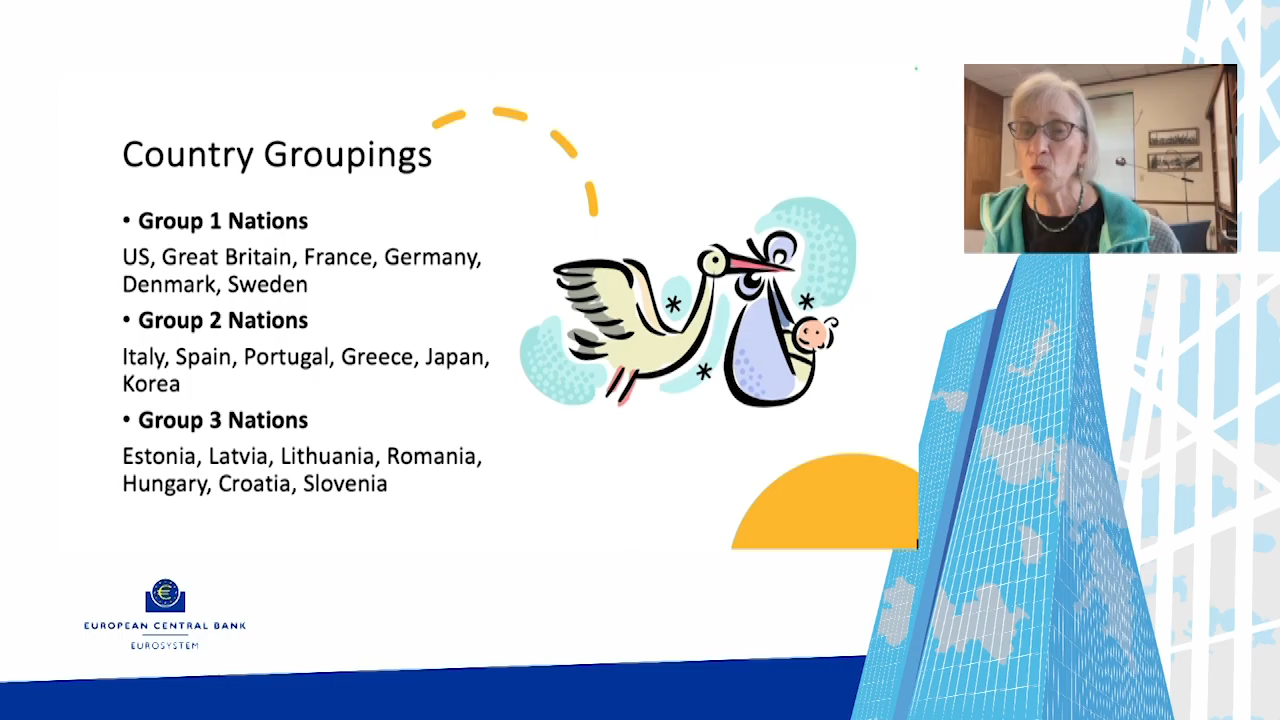 Country Groupings
• Group 1 Nations
US, Great Britain, France, Germany,
Denmark, Sweden
• Group 2 Nations
Italy, Spain, Portugal, Greece, Japan,
Korea
• Group 3 Nations
Estonia, Latvia, Lithuania, Romania,
Hungary, Croatia, Slovenia
EUROPEAN CENTRAL BANK
EUROSYSTEM